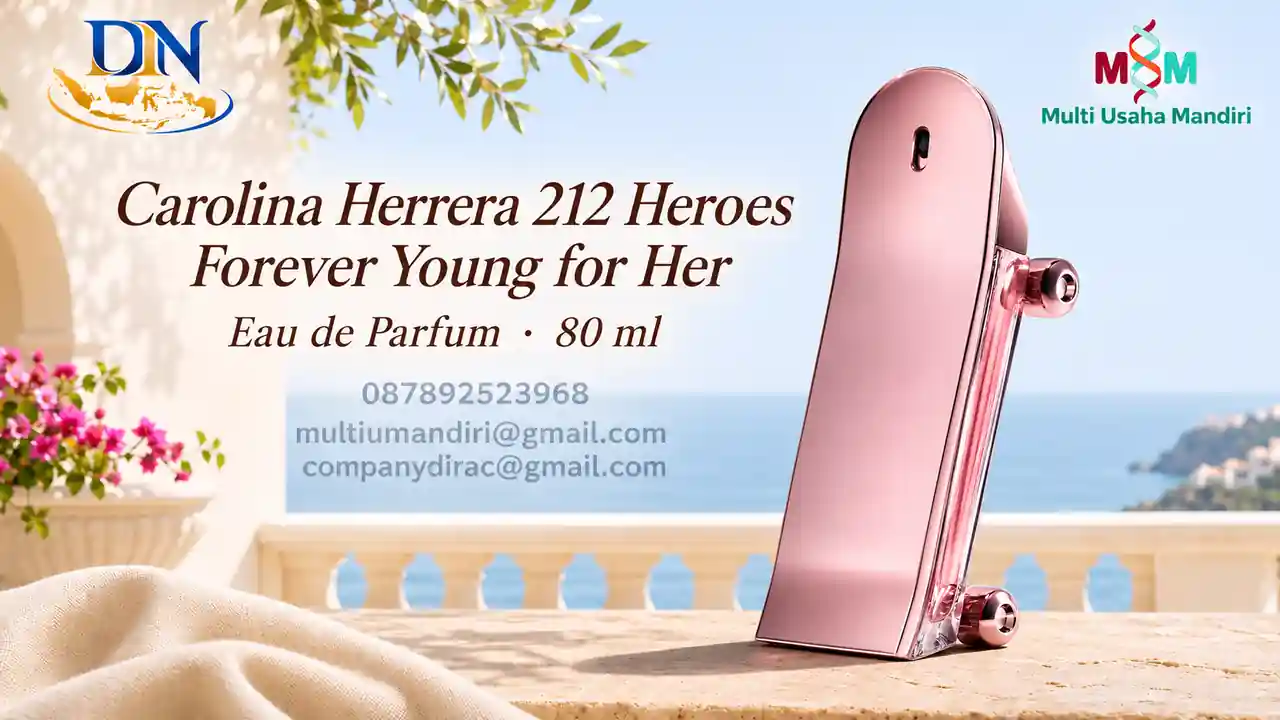 DN
MSM
Multi Usaha Mandiri
Carolina Herrera 212 Heroes
Forever Young for Her
Eau de Parfum · 80 ml
087892523968
multiumandiri@gmail.com
companydirac@gmail.com